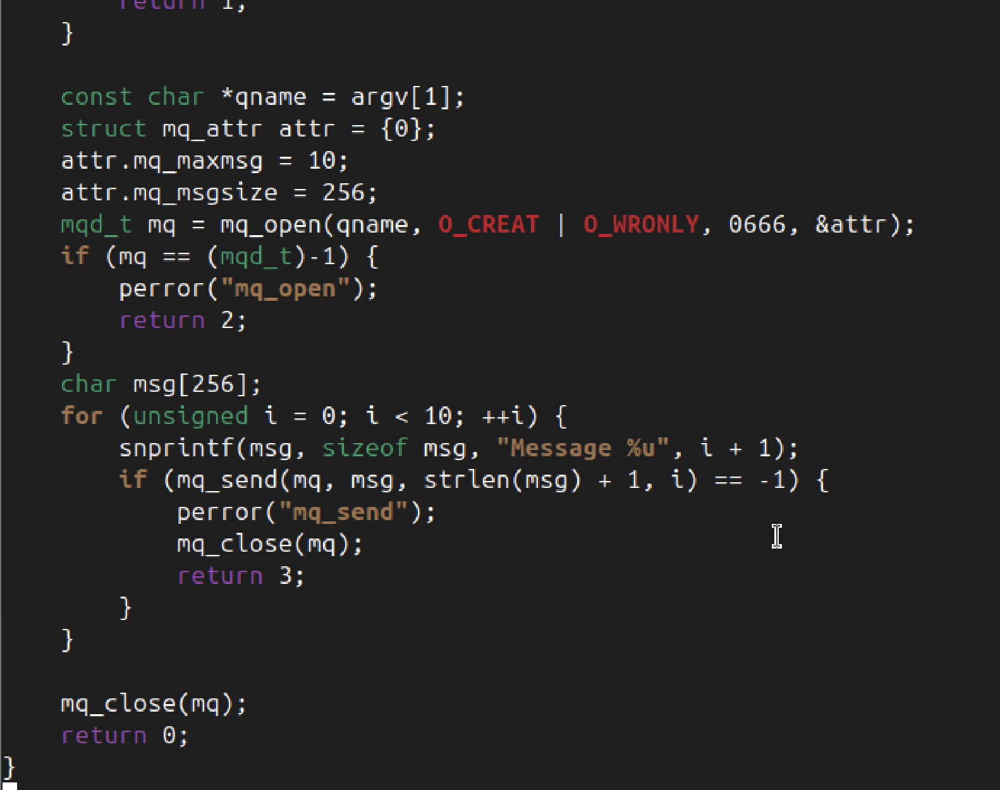 return 1;
}
const char *qname = argv[1];
struct mq_attr attr = {0};
attr.mq_maxmsg = 10;
attr.mq_msgsize = 256;
mqd_t mq = mq_open(qname, O_CREAT | O_WRONLY, 0666, &attr);
if (mq == (mqd_t)-1) {
perror("mq_open");
return 2;
}
char msg[256];
for (unsigned i = 0; i < 10; ++i) {
snprintf(msg, sizeof msg, "Message %u", i + 1);
if (mq_send(mq, msg, strlen(msg) + 1, i) == -1) {
perror("mq_send");
mq_close(mq);
return 3;
}
}
mq_close(mq);
return 0;
}